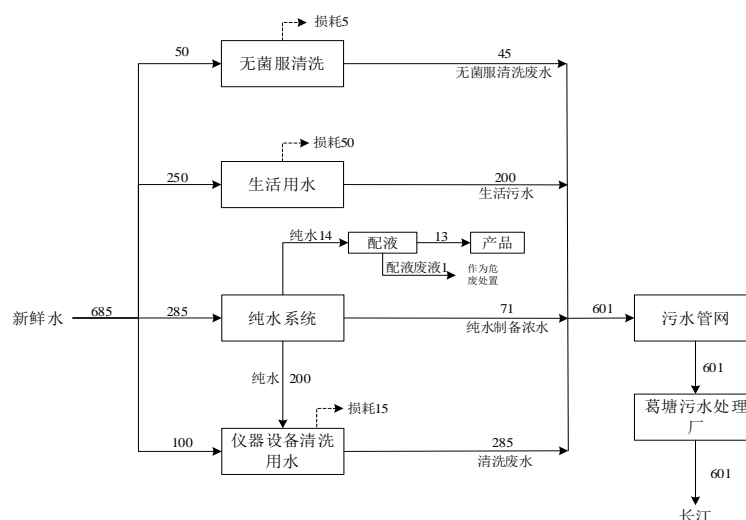 损耗5
50
无菌服清洗
45
无菌服清洗废水
损耗50
250
生活用水
200
生活污水
纯水14
配液
13
产品
配液废液1
作为危
废处置
新鲜水
685
285
纯水系统
71
纯水制备浓水
601
污水管网
纯水
200
601
损耗15
100
仪器设备清洗
用水
285
清洗废水
葛塘污水处理
厂
601
长江